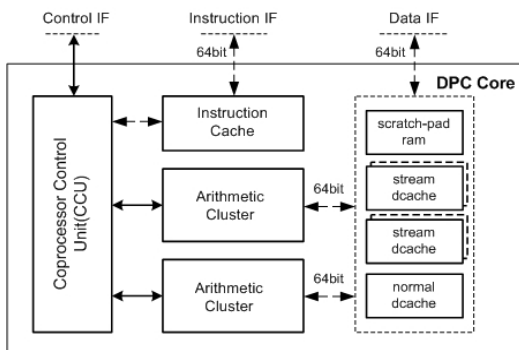 Control IF
Instruction IF
Data IF
64bit
64bit
DPC Core
Coprocessor Control
Unit(CCU)
Instruction
Cache
scratch-pad
ram
Arithmetic
Cluster
64bit
stream
dcache
stream
dcache
Arithmetic
Cluster
64bit
normal
dcache